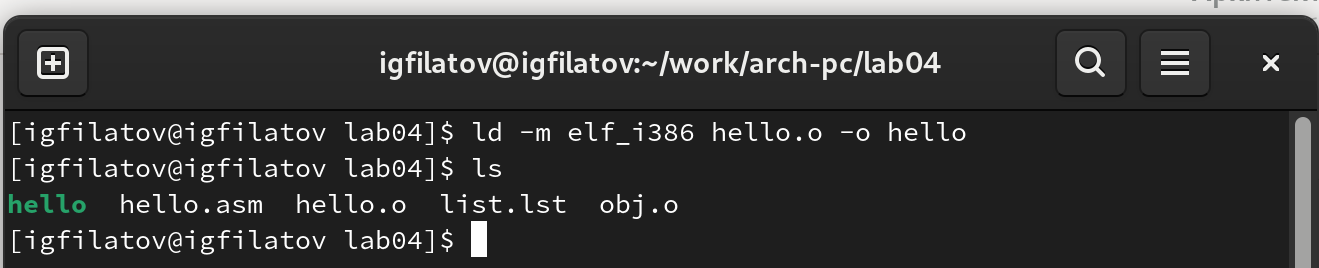 igfilatov@igfilatov:~/work/arch-pc/lab04
[igfilatov@igfilatov lab04]$ ld -m elf_i386 hello.o -o hello
[igfilatov@igfilatov lab04]$ ls
hello  hello.asm  hello.o  list.lst  obj.o
[igfilatov@igfilatov lab04]$